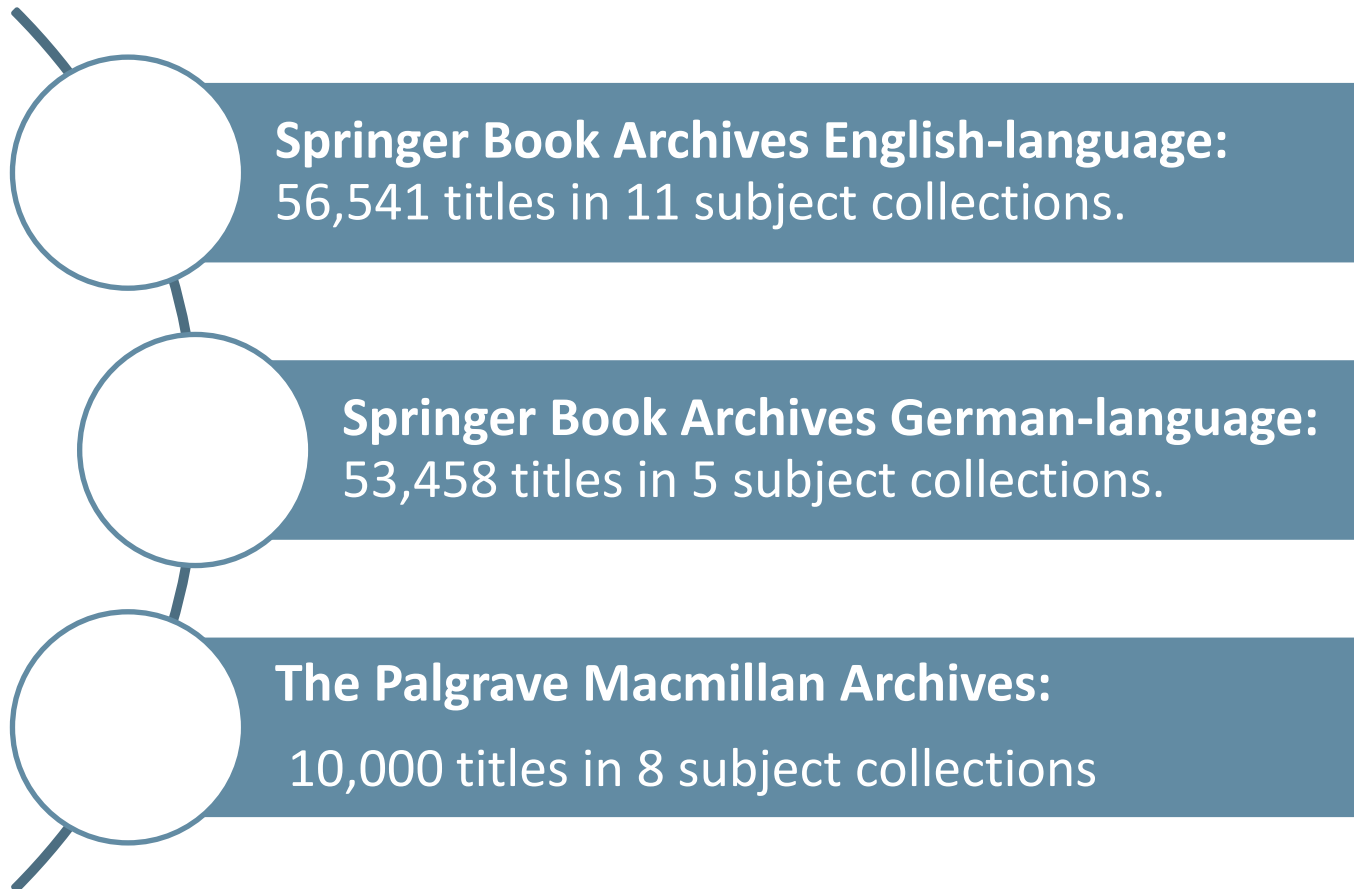 Springer Book Archives English-language:
56,541 titles in 11 subject collections.
Springer Book Archives German-language:
53,458 titles in 5 subject collections.
The Palgrave Macmillan Archives:
10,000 titles in 8 subject collections